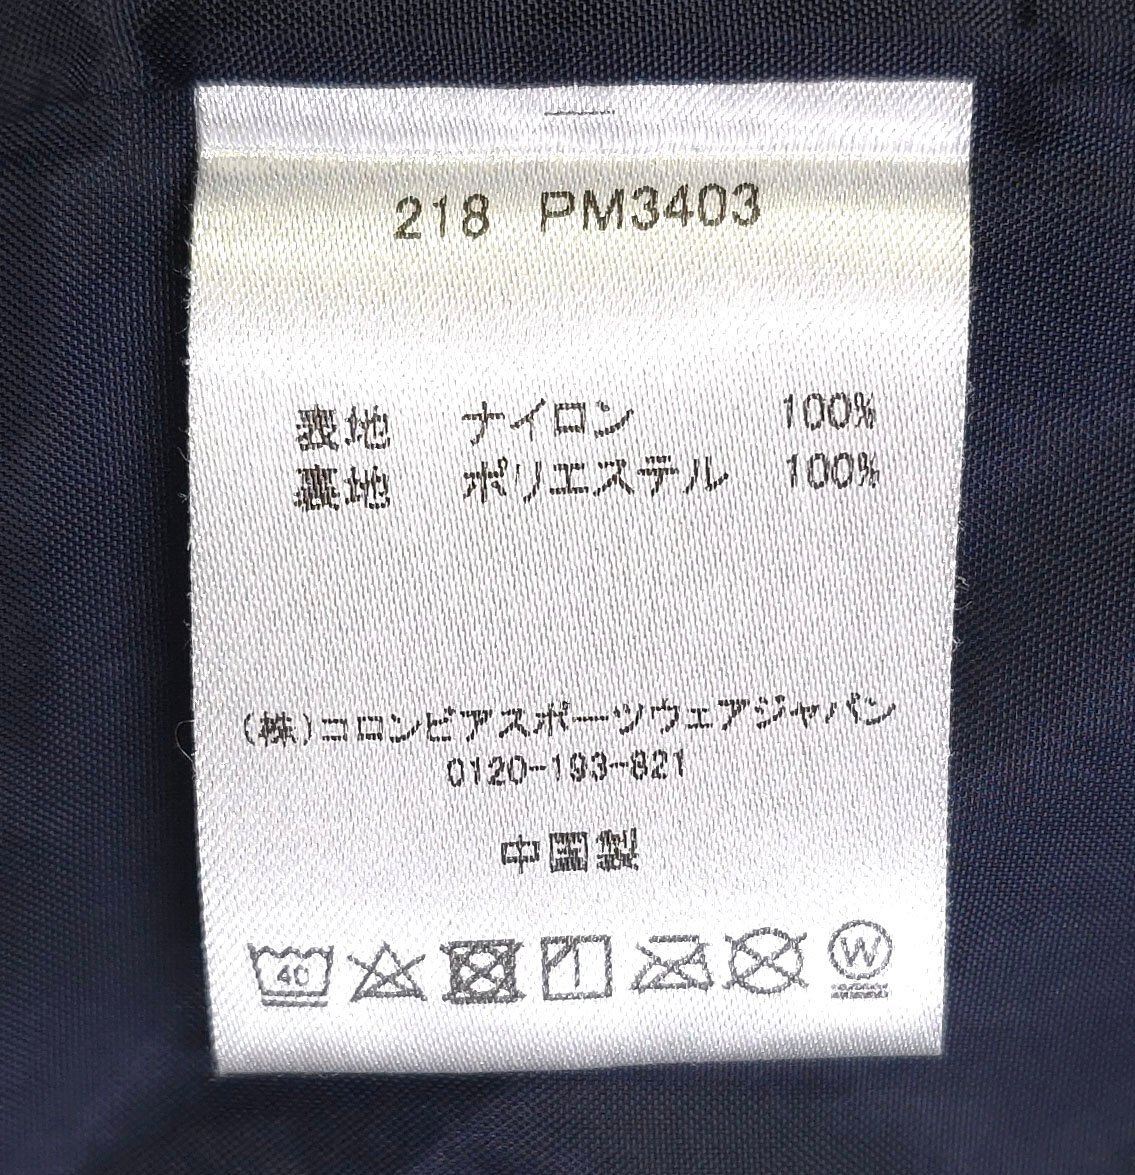 218 PM3403
表地 ナイロン 100%
裏地 ポリエステル 100%
(株)コロンビアスポーツウェアジャパン
0120-193-821
中国製
40 W